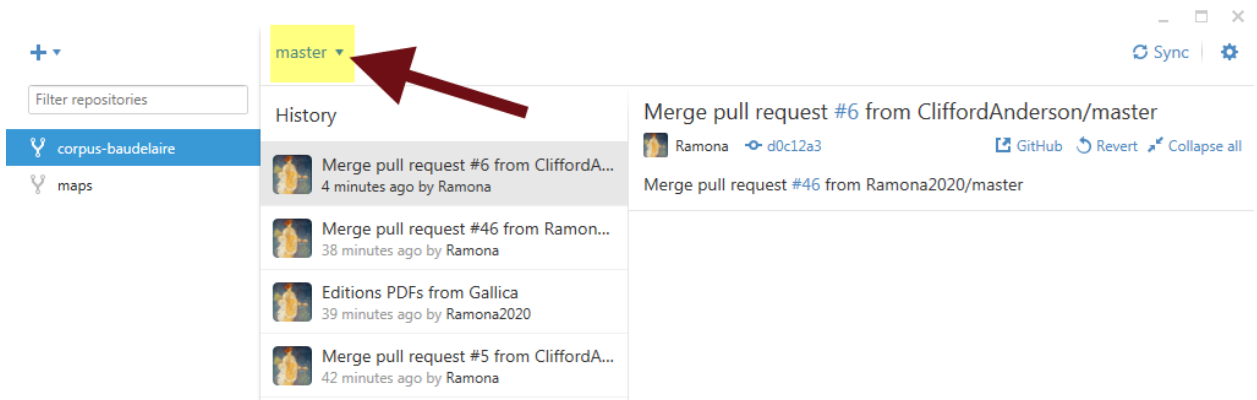 master
Sync
Filter repositories
corpus-baudelaire
maps
History
Merge pull request #6 from CliffordA...
4 minutes ago by Ramona
Merge pull request #46 from Ramon...
38 minutes ago by Ramona
Editions PDFs from Gallica
39 minutes ago by Ramona2020
Merge pull request #5 from CliffordA...
42 minutes ago by Ramona
Merge pull request #6 from CliffordAnderson/master
Ramona d0c12a3 GitHub Revert Collapse all
Merge pull request #46 from Ramona2020/master